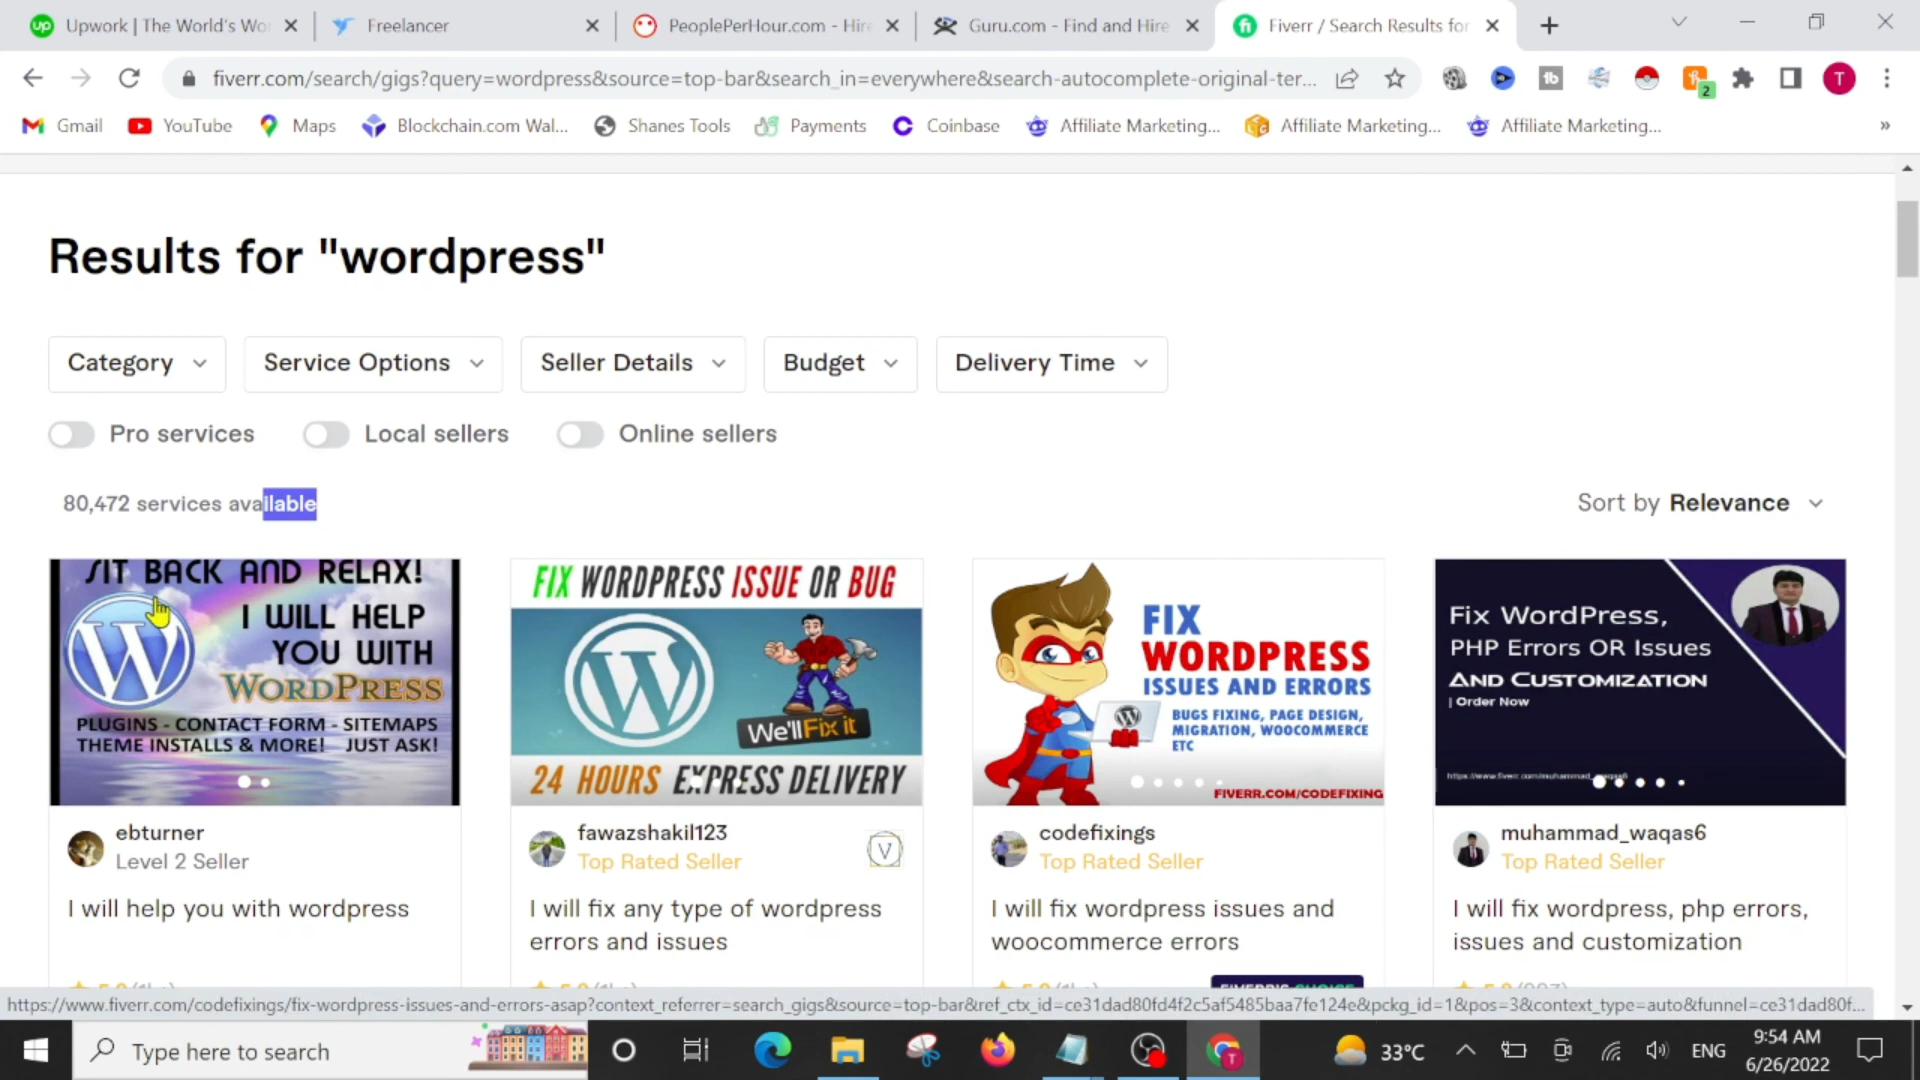 Upwork | The World's Wo
Freelancer
PeoplePerHour.com - Hire
Guru.com - Find and Hire
Fiverr / Search Results for
fiverr.com/search/gigs?query=wordpress&source=top-bar&search_in=everywhere&search-autocomplete-original-ter...
2
T
Gmail
YouTube
Maps
Blockchain.com Wal...
Shanes Tools
Payments
Coinbase
Affiliate Marketing...
Affiliate Marketing...
Affiliate Marketing...
»
Results for "wordpress"
Category
Service Options
Seller Details
Budget
Delivery Time
Pro services
Local sellers
Online sellers
80,472 services available
Sort by Relevance
SIT BACK AND RELAX!
I WILL HELP
YOU WITH
WORDPRESS
PLUGINS - CONTACT FORM - SITEMAPS
THEME INSTALLS & MORE! JUST ASK!
FIX WORDPRESS ISSUE OR BUG
We'll Fix it
24 HOURS EXPRESS DELIVERY
FIX
WORDPRESS
ISSUES AND ERRORS
BUGS FIXING, PAGE DESIGN,
MIGRATION, WOOCOMMERCE
ETC
FIVERR.COM/CODEFIXING
Fix WordPress,
PHP Errors OR Issues
AND CUSTOMIZATION
| Order Now
ebturner
Level 2 Seller
fawazshakil123
Top Rated Seller
V
codefixings
Top Rated Seller
muhammad_waqas6
Top Rated Seller
I will help you with wordpress
I will fix any type of wordpress
errors and issues
I will fix wordpress issues and
woocommerce errors
I will fix wordpress, php errors,
issues and customization
https://www.fiverr.com/codefixings/fix-wordpress-issues-and-errors-asap?context_referrer=search_gigs&source=top-bar&ref_ctx_id=ce31dad80fd4f2c5af5485baa7fe124e&pckg_id=1&pos=3&context_type=auto&funnel=ce31dad80f...
Type here to search
33°C
ENG
9:54 AM
6/26/2022